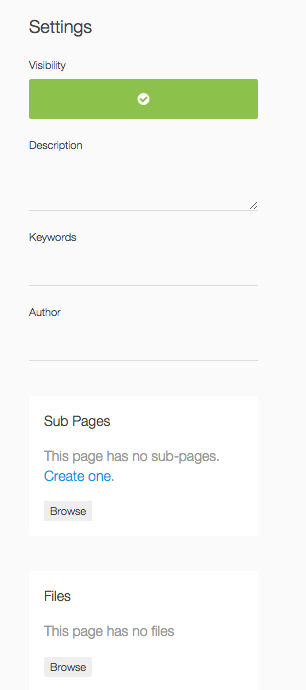 Settings
Visibility
Description
Keywords
Author
Sub Pages
This page has no sub-pages.
Create one.
Browse
Files
This page has no files
Browse